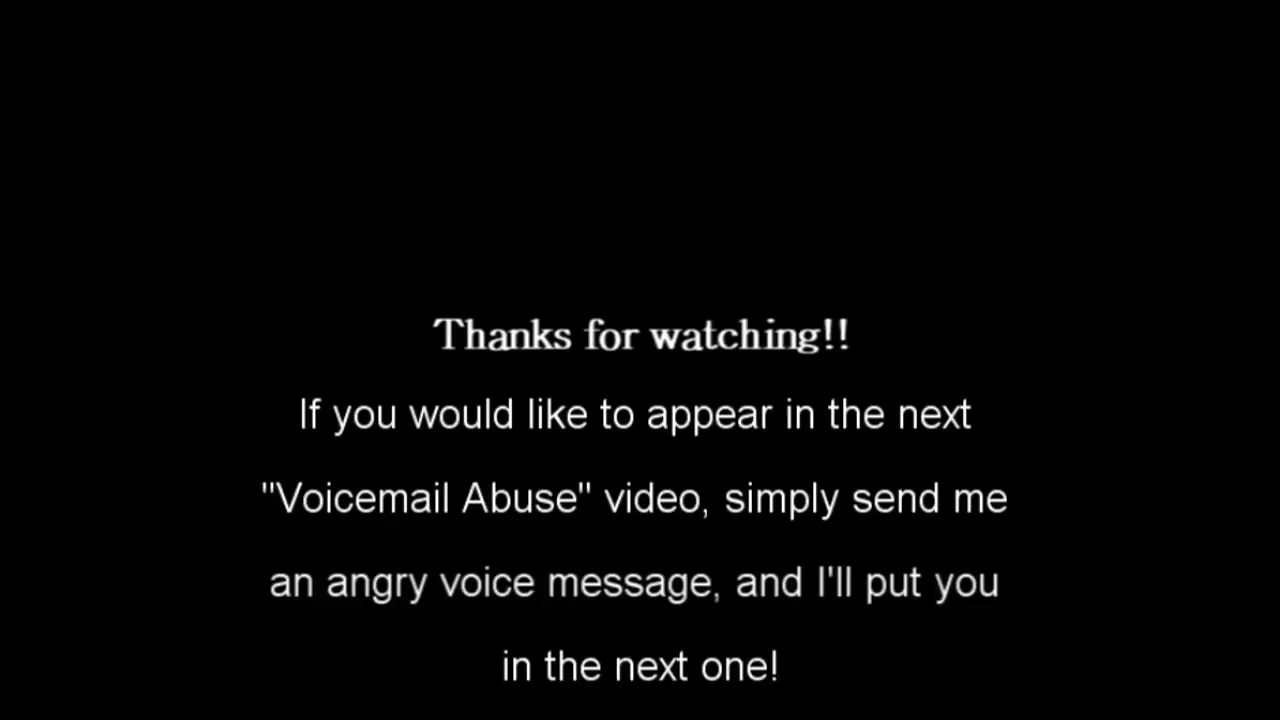 Thanks for watching!!
If you would like to appear in the next
"Voicemail Abuse" video, simply send me
an angry voice message, and I'll put you
in the next one!